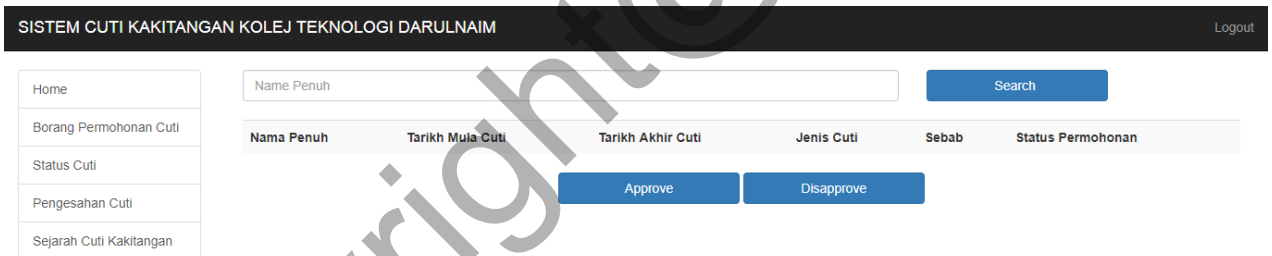 SISTEM CUTI KAKITANGAN KOLEJ TEKNOLOGI DARULNAIM Logout
Home
Borang Permohonan Cuti
Status Cuti
Pengesahan Cuti
Sejarah Cuti Kakitangan
Name Penuh Search
Nama Penuh Tarikh Mula Cuti Tarikh Akhir Cuti Jenis Cuti Sebab Status Permohonan
Approve Disapprove
right@